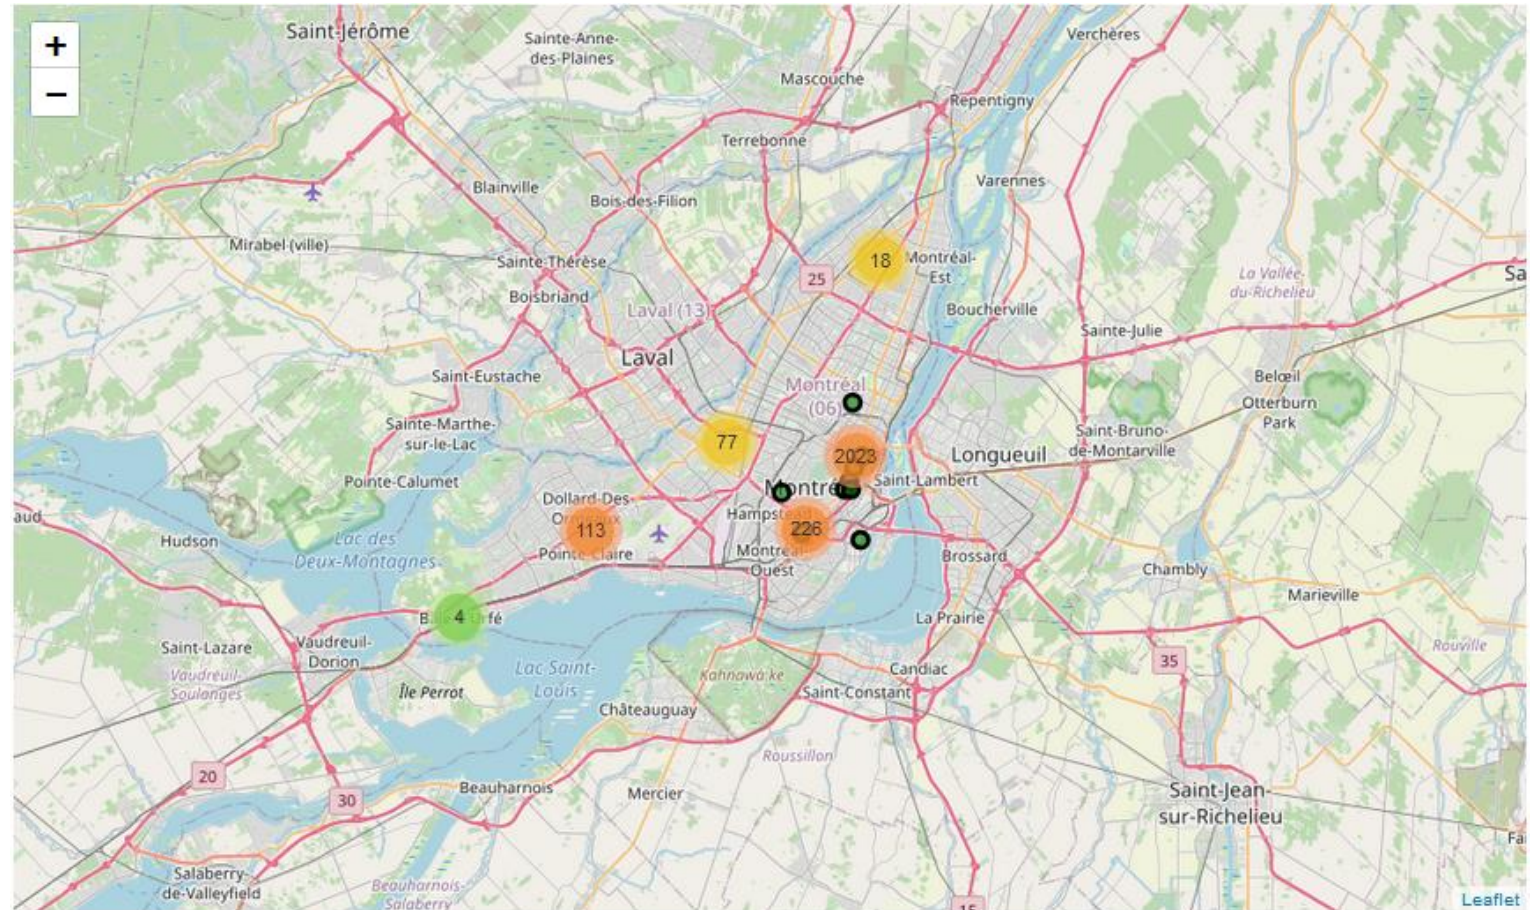 +
−
Saint-Jérôme
Sainte-Anne-
des-Plaines
Verchères
Mascouche
Repentigny
Terrebonne
Blainville
Varennes
Bois-des-Filion
Mirabel (ville)
Sainte-Thérèse
18
Montréal-
Est
25
La Vallée-
du-Richelieu
Sa
Boisbriand
Laval (13)
Boucherville
Sainte-Julie
Laval
Saint-Eustache
Montréal
(06)
Belœil
Otterburn
Park
Sainte-Marthe-
sur-le-Lac
77
2023
Longueuil
Saint-Bruno-
de-Montarville
Pointe-Calumet
Saint-Lambert
Dollard-Des-
Hampste
aud
Hudson
Lac des
Deux-Montagnes
113
226
Pointe-Claire
Montréal-
Ouest
Brossard
Chambly
Marieville
4
La Prairie
Saint-Lazare
Vaudreuil-
Dorion
Vaudreuil-
Soulanges
Île Perrot
Lac Saint-
Louis
Kahnawà:ke
Candiac
Saint-Constant
35
Rouville
Châteauguay
Roussillon
20
30
Beauharnois
Mercier
Saint-Jean-
sur-Richelieu
Salaberry-
de-Valleyfield
Beauharnois-
Salaberry
15
Leaflet